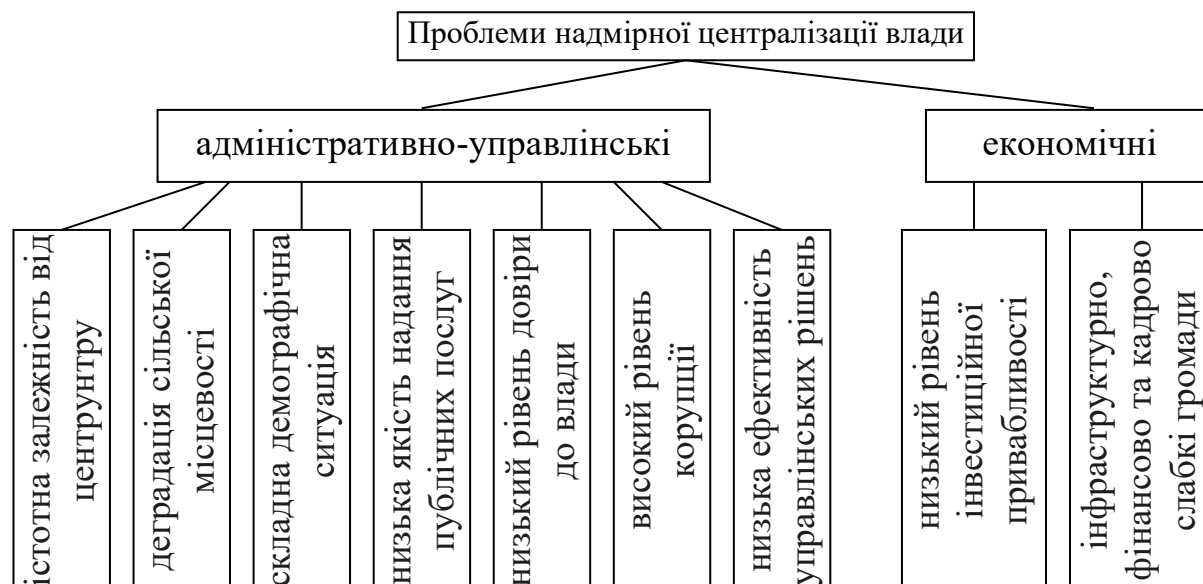 Проблеми надмірної централізації влади
адміністративно-управлінські
економічні
істотна залежність від
центрунтру
деградація сільської
місцевості
складна демографічна
ситуація
низька якість надання
публічних послуг
низький рівень довіри
до влади
високий рівень
корупції
низька ефективність
управлінських рішень
низький рівень
інвестиційної
привабливості
інфраструктурно,
фінансово та кадрово
слабкі громади